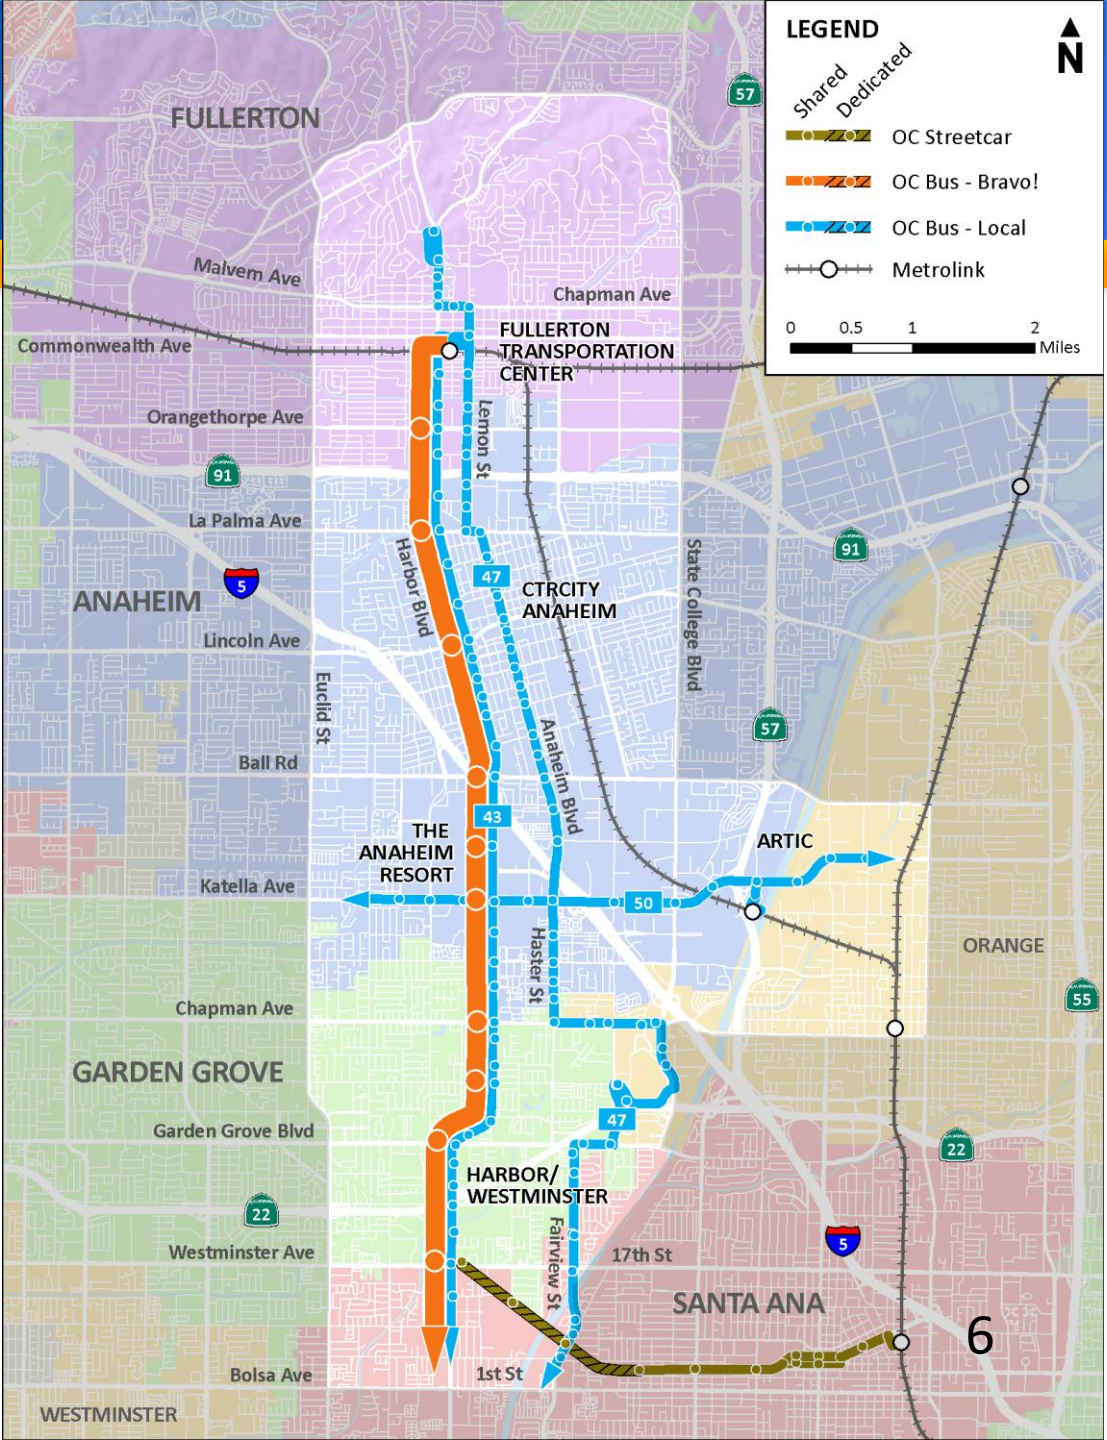 LEGEND
N
Shared
Dedicated
OC Streetcar
OC Bus - Bravo!
OC Bus - Local
Metrolink
0 0.5 1 2
Miles
57
FULLERTON
Malvern Ave
Chapman Ave
FULLERTON
TRANSPORTATION
CENTER
Commonwealth Ave
Orangethorpe Ave
Lemon St
91
La Palma Ave
Harbor Blvd
State College Blvd
91
5
47
CTRCITY
ANAHEIM
ANAHEIM
Lincoln Ave
Euclid St
57
Anaheim Blvd
Ball Rd
43
THE
ANAHEIM
RESORT
ARTIC
Katella Ave
50
Haster St
ORANGE
55
Chapman Ave
GARDEN GROVE
47
Garden Grove Blvd
22
HARBOR/
WESTMINSTER
22
Fairview St
Westminster Ave
17th St
5
SANTA ANA
6
Bolsa Ave
1st St
WESTMINSTER